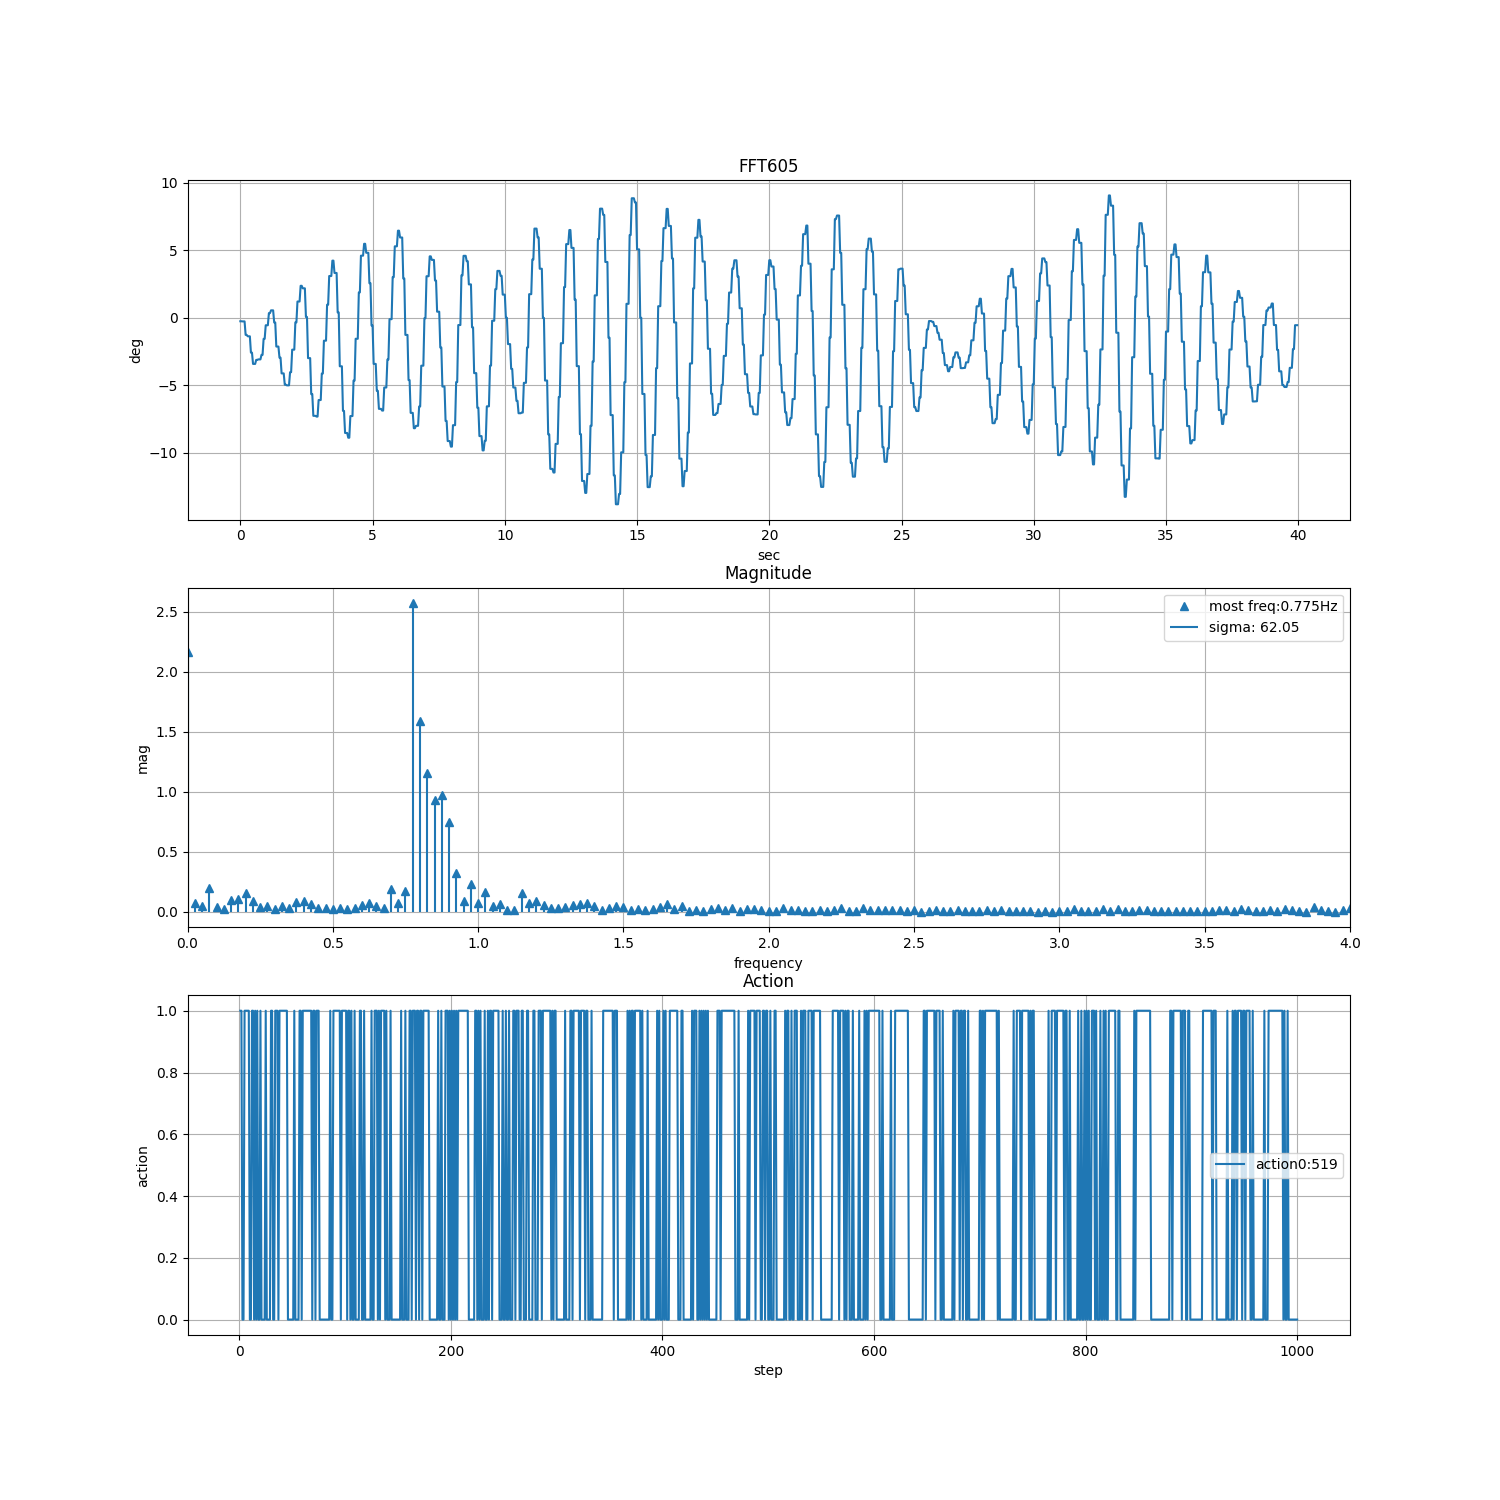 FFT605
10
5
0
−5
−10
deg
0 5 10 15 20 25 30 35 40
sec
Magnitude
2.5
2.0
1.5
1.0
0.5
0.0
mag
most freq:0.775Hz
sigma: 62.05
0.0 0.5 1.0 1.5 2.0 2.5 3.0 3.5 4.0
frequency
Action
1.0
0.8
0.6
0.4
0.2
0.0
action
action0:519
0 200 400 600 800 1000
step